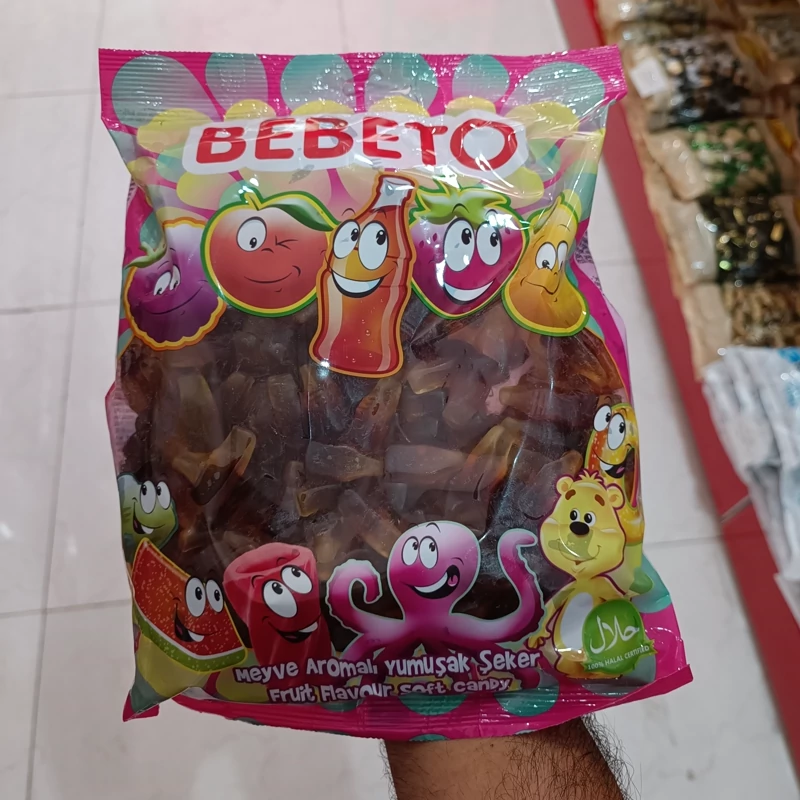 BEBETO
Meyve Aromalı Yumuşak Şeker
Fruit Flavour Soft Candy
حلال
100% HALAL CERTIFIED